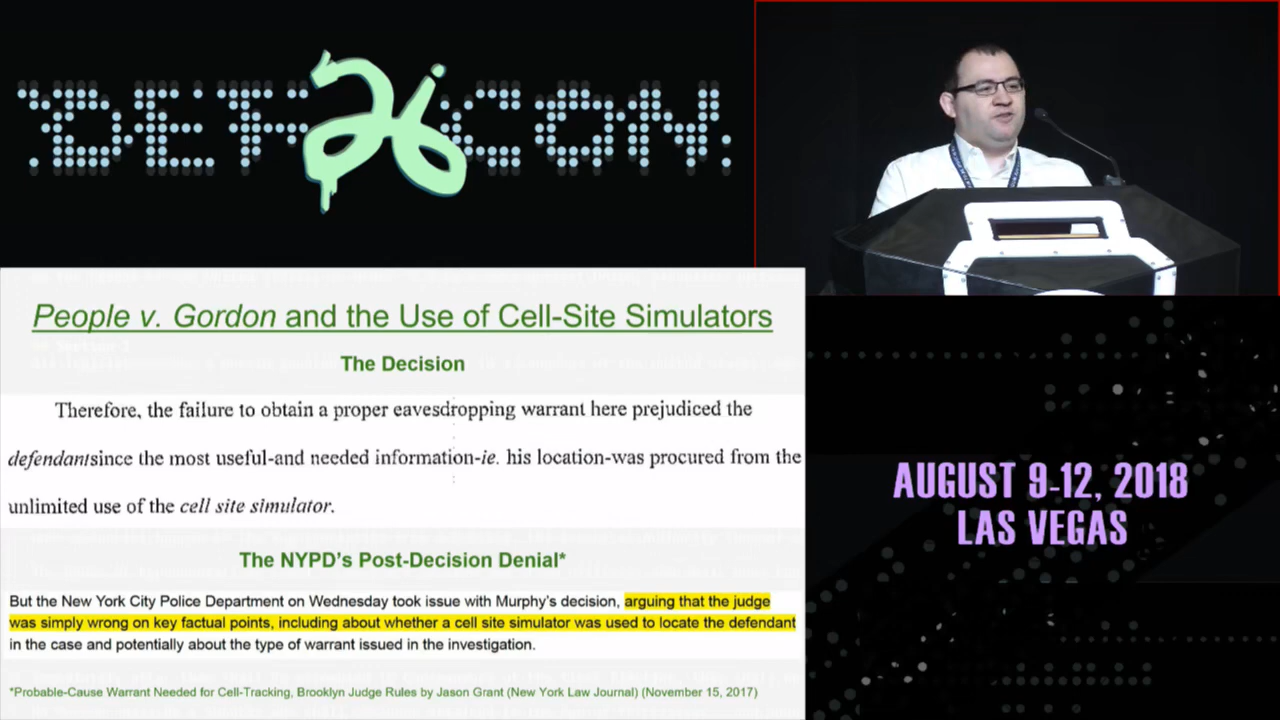 DEF 26 CON
People v. Gordon and the Use of Cell-Site Simulators
The Decision
Therefore, the failure to obtain a proper eavesdropping warrant here prejudiced the
defendantsince the most useful-and needed information-ie. his location-was procured from the
unlimited use of the cell site simulator.
The NYPD's Post-Decision Denial*
But the New York City Police Department on Wednesday took issue with Murphy's decision, arguing that the judge
was simply wrong on key factual points, including about whether a cell site simulator was used to locate the defendant
in the case and potentially about the type of warrant issued in the investigation.
*Probable-Cause Warrant Needed for Cell-Tracking, Brooklyn Judge Rules by Jason Grant (New York Law Journal) (November 15, 2017)
AUGUST 9-12, 2018
LAS VEGAS